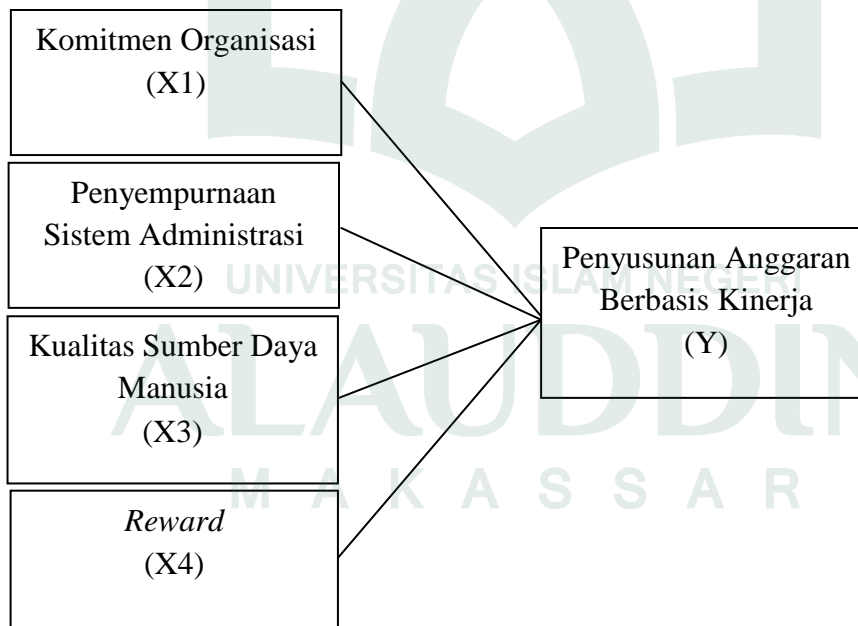 Komitmen Organisasi
(X1)
Penyempurnaan
Sistem Administrasi
(X2)
Kualitas Sumber Daya
Manusia
(X3)
Reward
(X4)
Penyusunan Anggaran
Berbasis Kinerja
(Y)
UNIVERSITAS ISLAM NEGERI
ALAUDDIN
MAKASSAR